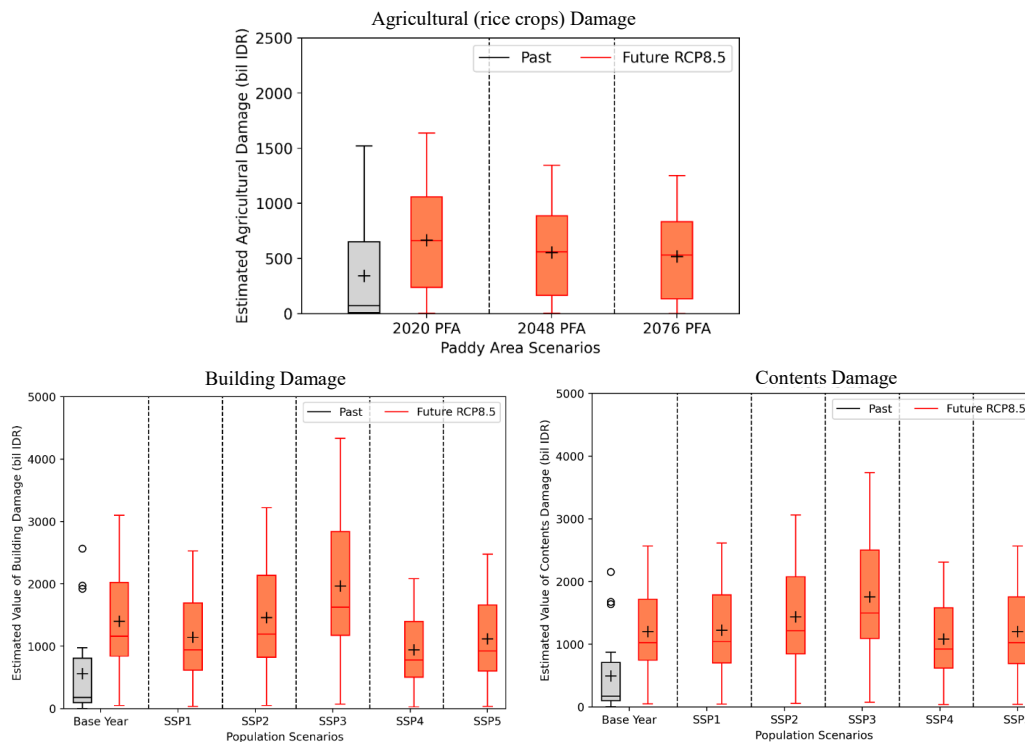 Agricultural (rice crops) Damage
Estimated Agricultural Damage (bil IDR)
2500
2000
1500
1000
500
0
Past
Future RCP8.5
2020 PFA
2048 PFA
2076 PFA
Paddy Area Scenarios
Building Damage
Estimated Value of Building Damage (bil IDR)
5000
4000
3000
2000
1000
0
Past
Future RCP8.5
Base Year
SSP1
SSP2
SSP3
SSP4
SSP5
Population Scenarios
Contents Damage
Estimated Value of Contents Damage (bil IDR)
5000
4000
3000
2000
1000
0
Past
Future RCP8.5
Base Year
SSP1
SSP2
SSP3
SSP4
SSP
Population Scenarios